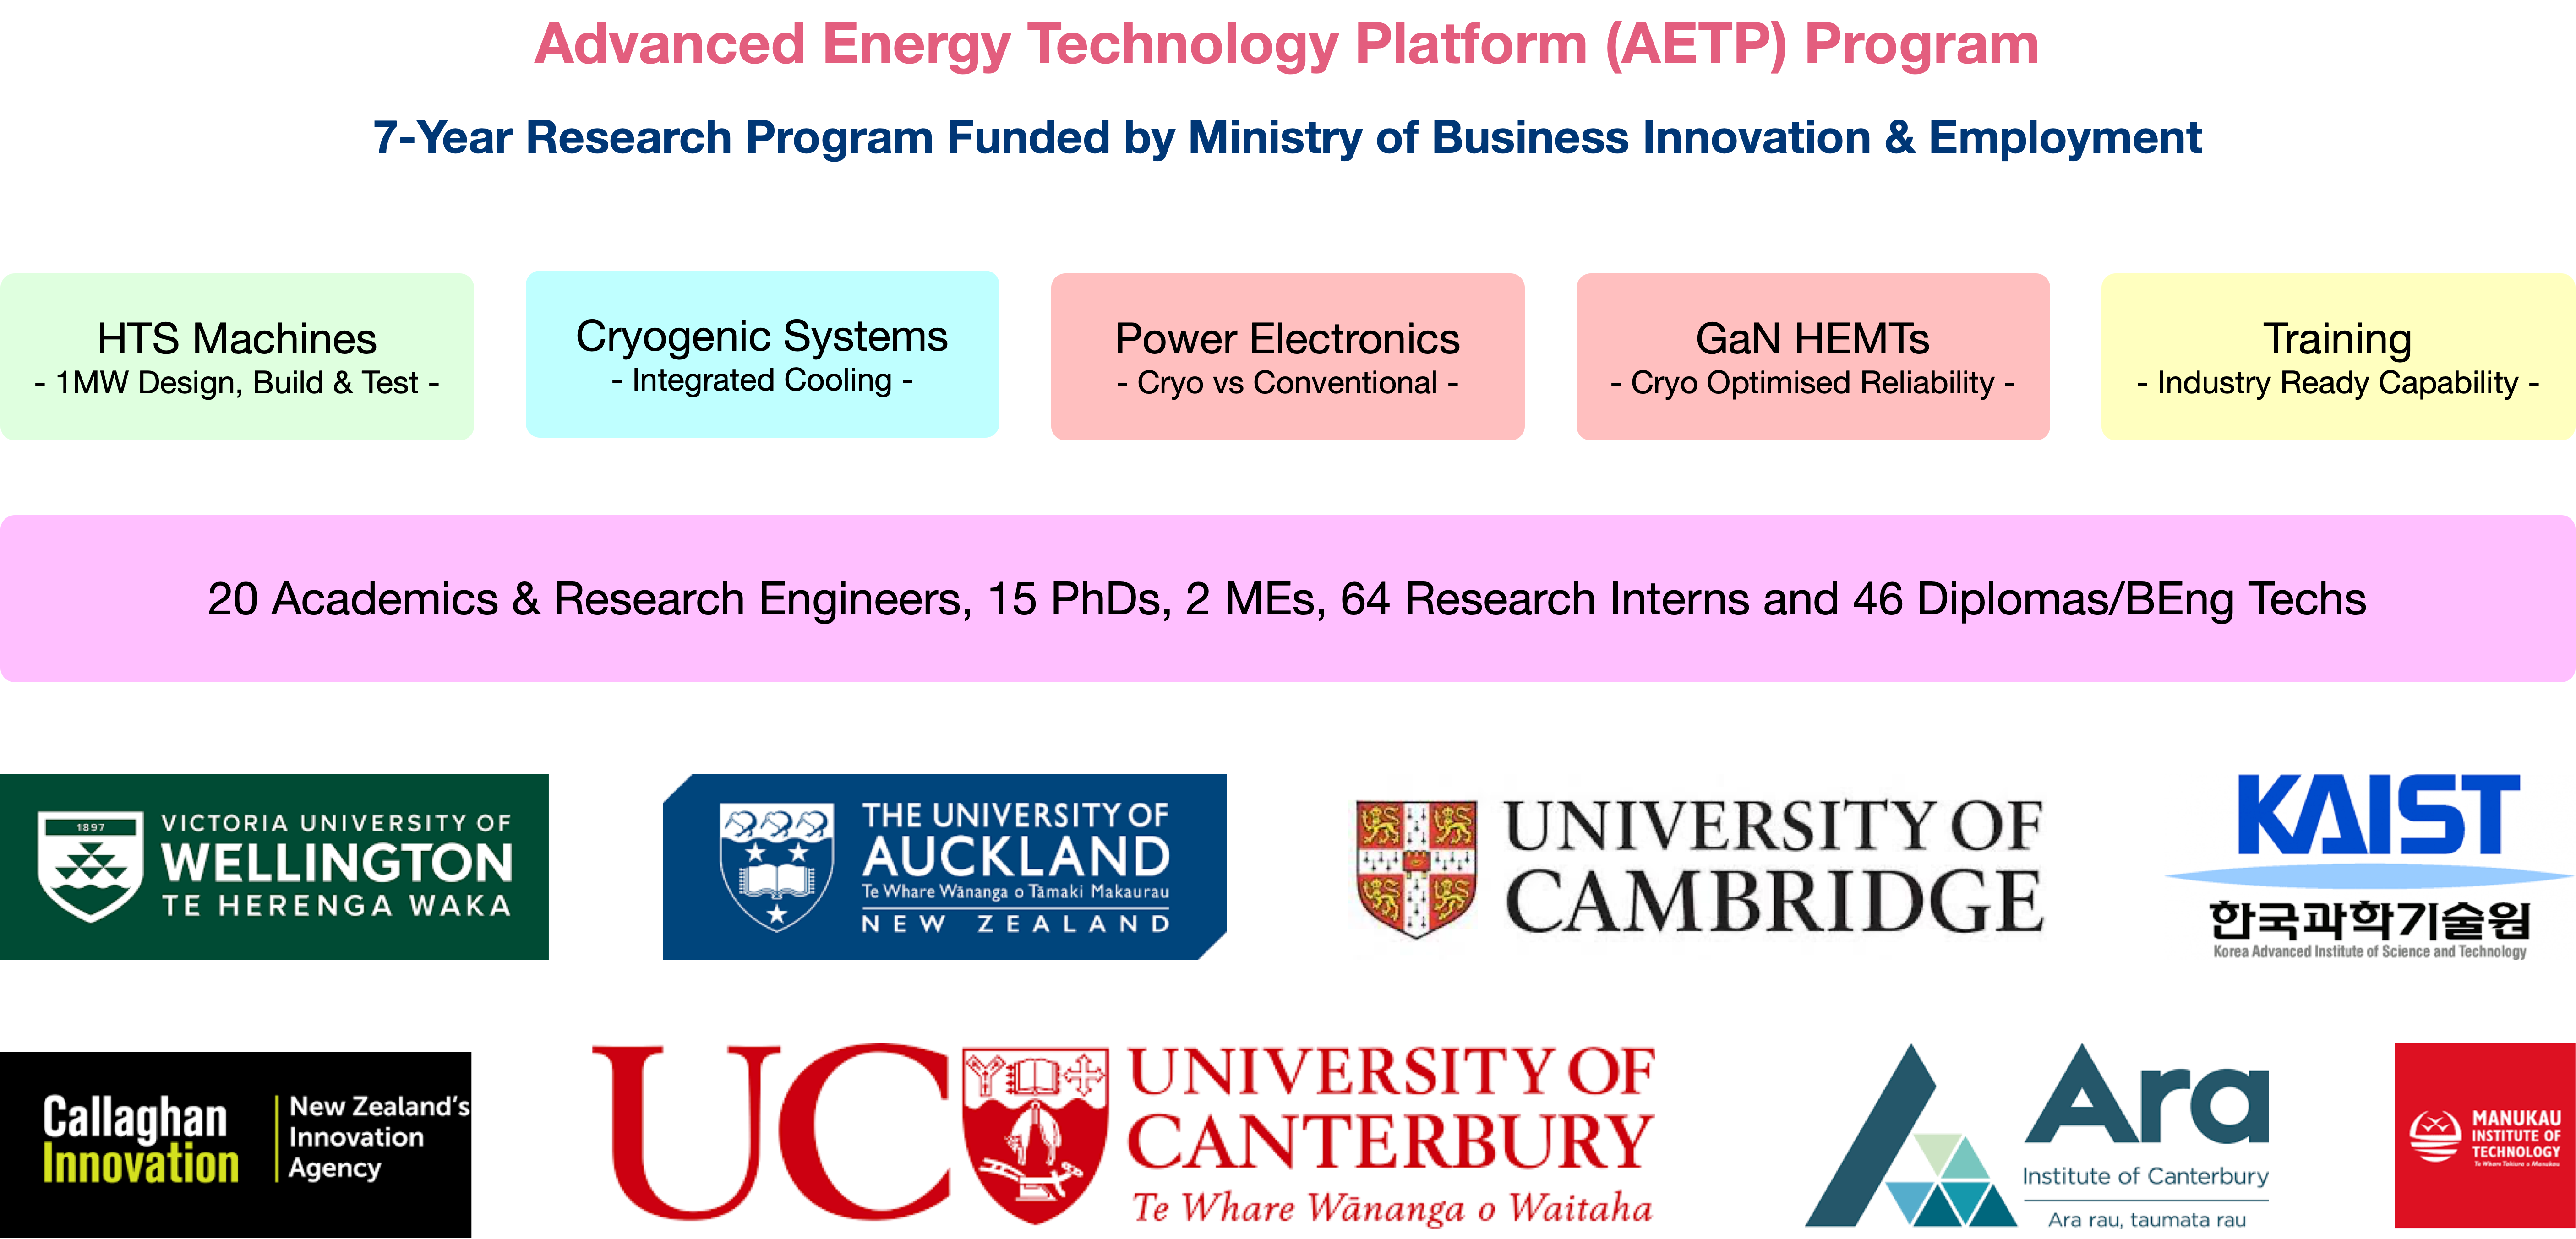 Advanced Energy Technology Platform (AETP) Program
7-Year Research Program Funded by Ministry of Business Innovation & Employment
HTS Machines
- 1MW Design, Build & Test -
Cryogenic Systems
- Integrated Cooling -
Power Electronics
- Cryo vs Conventional -
GaN HEMTs
- Cryo Optimised Reliability -
Training
- Industry Ready Capability -
20 Academics & Research Engineers, 15 PhDs, 2 MEs, 64 Research Interns and 46 Diplomas/BEng Techs
1897
VICTORIA UNIVERSITY OF
WELLINGTON
TE HERENGA WAKA
THE UNIVERSITY OF
AUCKLAND
Te Whare Wānanga o Tāmaki Makaurau
NEW ZEALAND
UNIVERSITY OF
CAMBRIDGE
KAIST
한국과학기술원
Korea Advanced Institute of Science and Technology
Callaghan
Innovation
New Zealand's
Innovation
Agency
UC
UNIVERSITY OF
CANTERBURY
Te Whare Wānanga o Waitaha
Ara
Institute of Canterbury
Ara rau, taumata rau
MANUKAU
INSTITUTE OF
TECHNOLOGY
Te Whare Takiura o Manukau